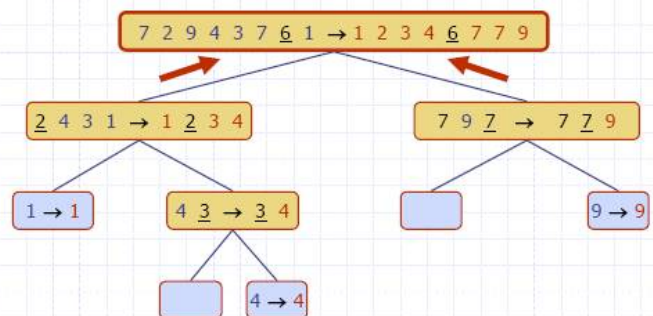 7 2 9 4 3 7 6 1 → 1 2 3 4 6 7 7 9
2 4 3 1 → 1 2 3 4
7 9 7 → 7 7 9
1 → 1
4 3 → 3 4
9 → 9
4 → 4